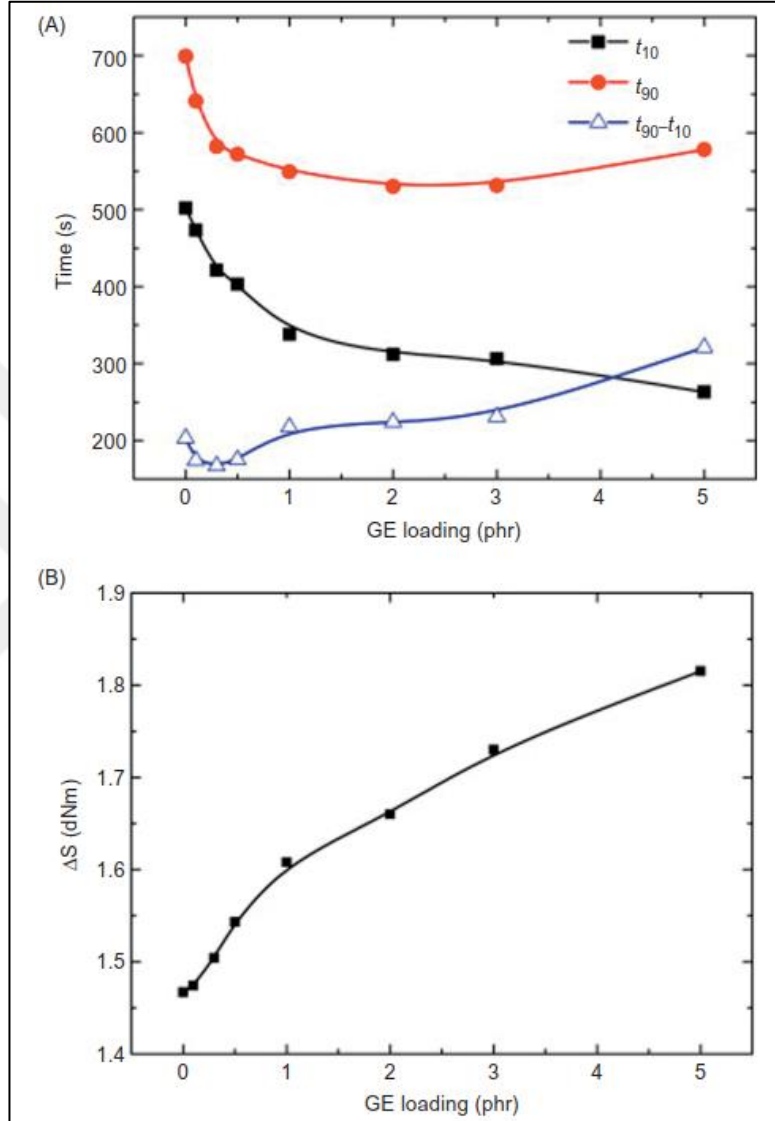 (A)
t10
t90
t90–t10
700
600
500
400
300
200
Time (s)
0 1 2 3 4 5
GE loading (phr)
(B)
1.9
1.8
1.7
1.6
1.5
1.4
ΔS (dNm)
0 1 2 3 4 5
GE loading (phr)